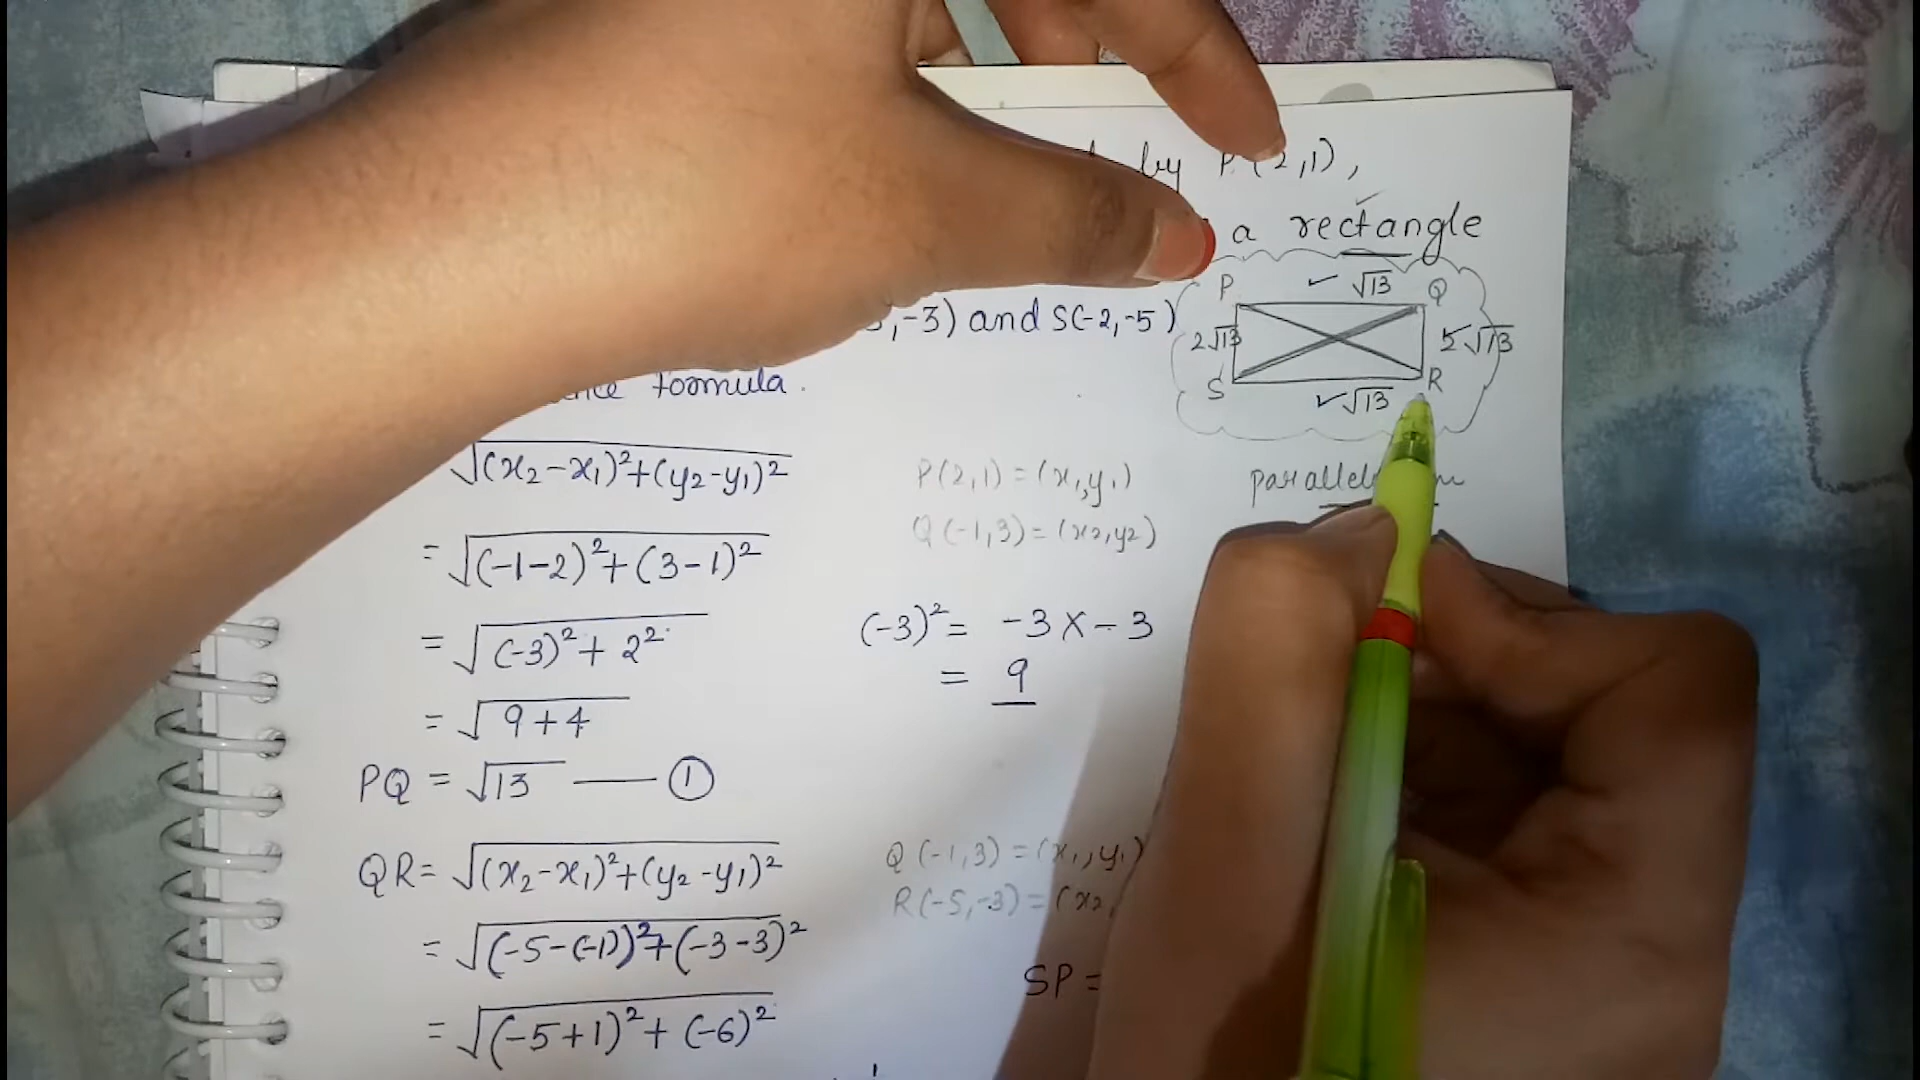 by P(2,1),
a rectangle
P ✓ √13 Q
, -3) and S(-2, -5)
2√13 2√13
S ✓ √13 R
formula.
√(x₂-x₁)²+(y₂-y₁)²
P(2,1) = (x₁,y₁)
Q(-1,3) = (x₂,y₂)
= √(-1-2)²+(3-1)²
= √(-3)²+2²
(-3)² = -3 x -3
= 9
= √9+4
PQ = √13 —— ①
QR = √(x₂-x₁)²+(y₂-y₁)²
Q(-1,3) = (x₁,y₁)
R(-5,-3) = (x₂,
= √(-5-(-1))²+(-3-3)²
SP =
= √(-5+1)²+(-6)²